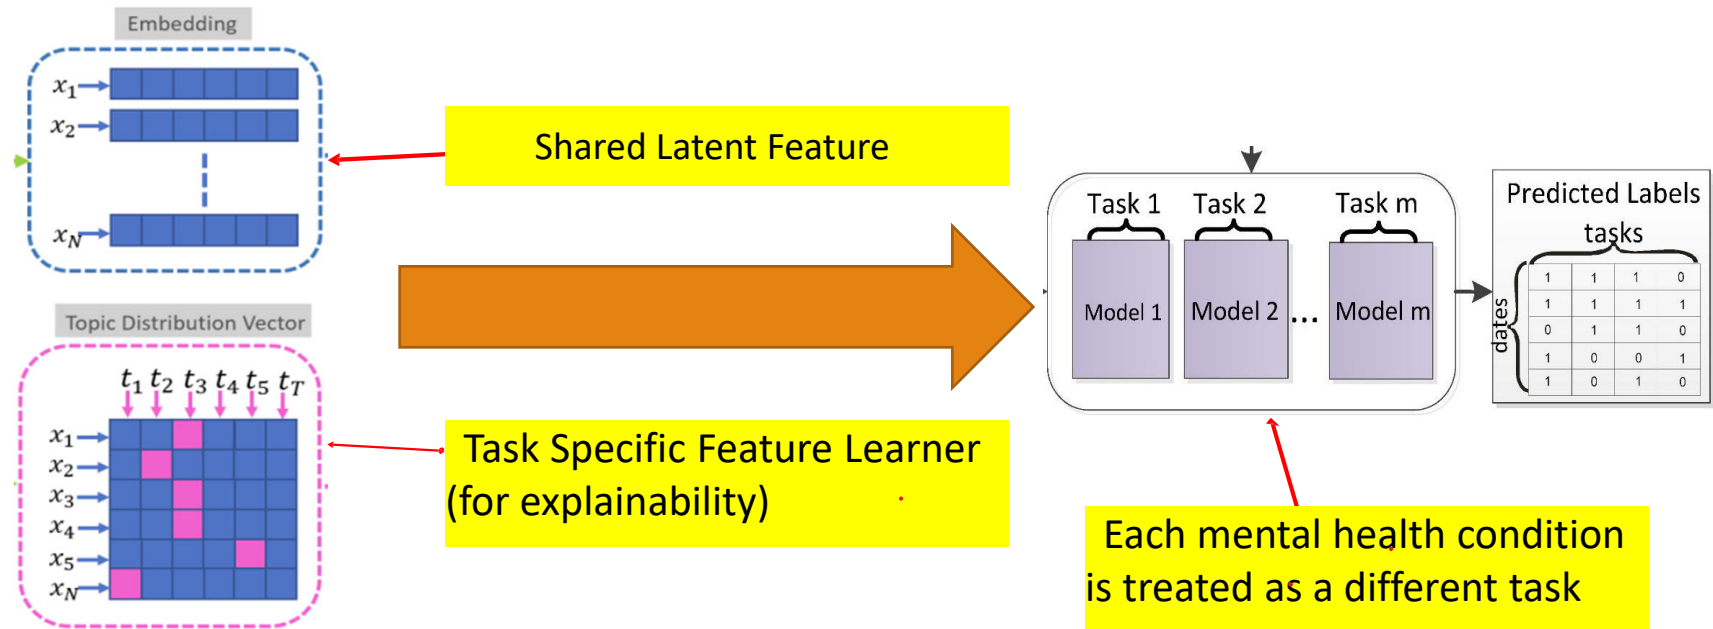 Embedding
x₁
x₂
x_N
Shared Latent Feature
Topic Distribution Vector
t₁ t₂ t₃ t₄ t₅ t_T
x₁
x₂
x₃
x₄
x₅
x_N
Task Specific Feature Learner
(for explainability)
Task 1 Task 2 Task m
Model 1 Model 2 ... Model m
Each mental health condition
is treated as a different task
Predicted Labels
tasks
dates
1 1 1 0
1 1 1 1
0 1 1 0
1 0 0 1
1 0 1 0